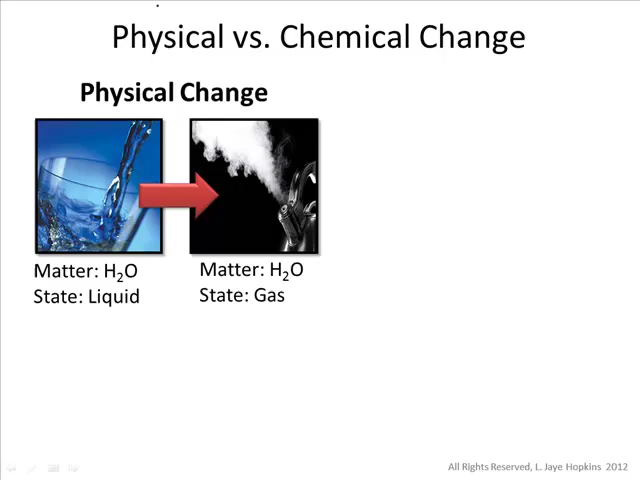 Physical vs. Chemical Change
Physical Change
Matter: H₂O
State: Liquid
Matter: H₂O
State: Gas
All Rights Reserved, L. Jaye Hopkins 2012